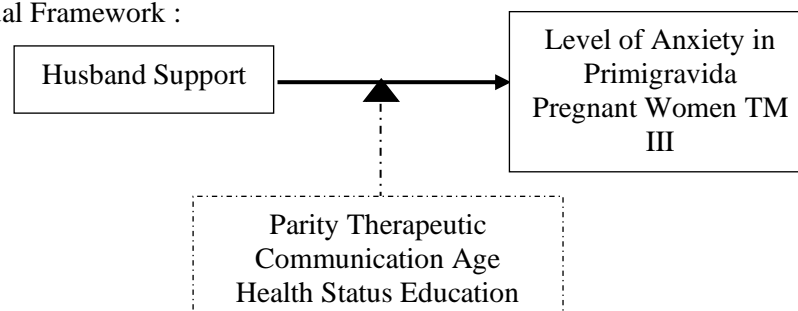 ual Framework :
Husband Support
Level of Anxiety in
Primigravida
Pregnant Women TM
III
Parity Therapeutic
Communication Age
Health Status Education